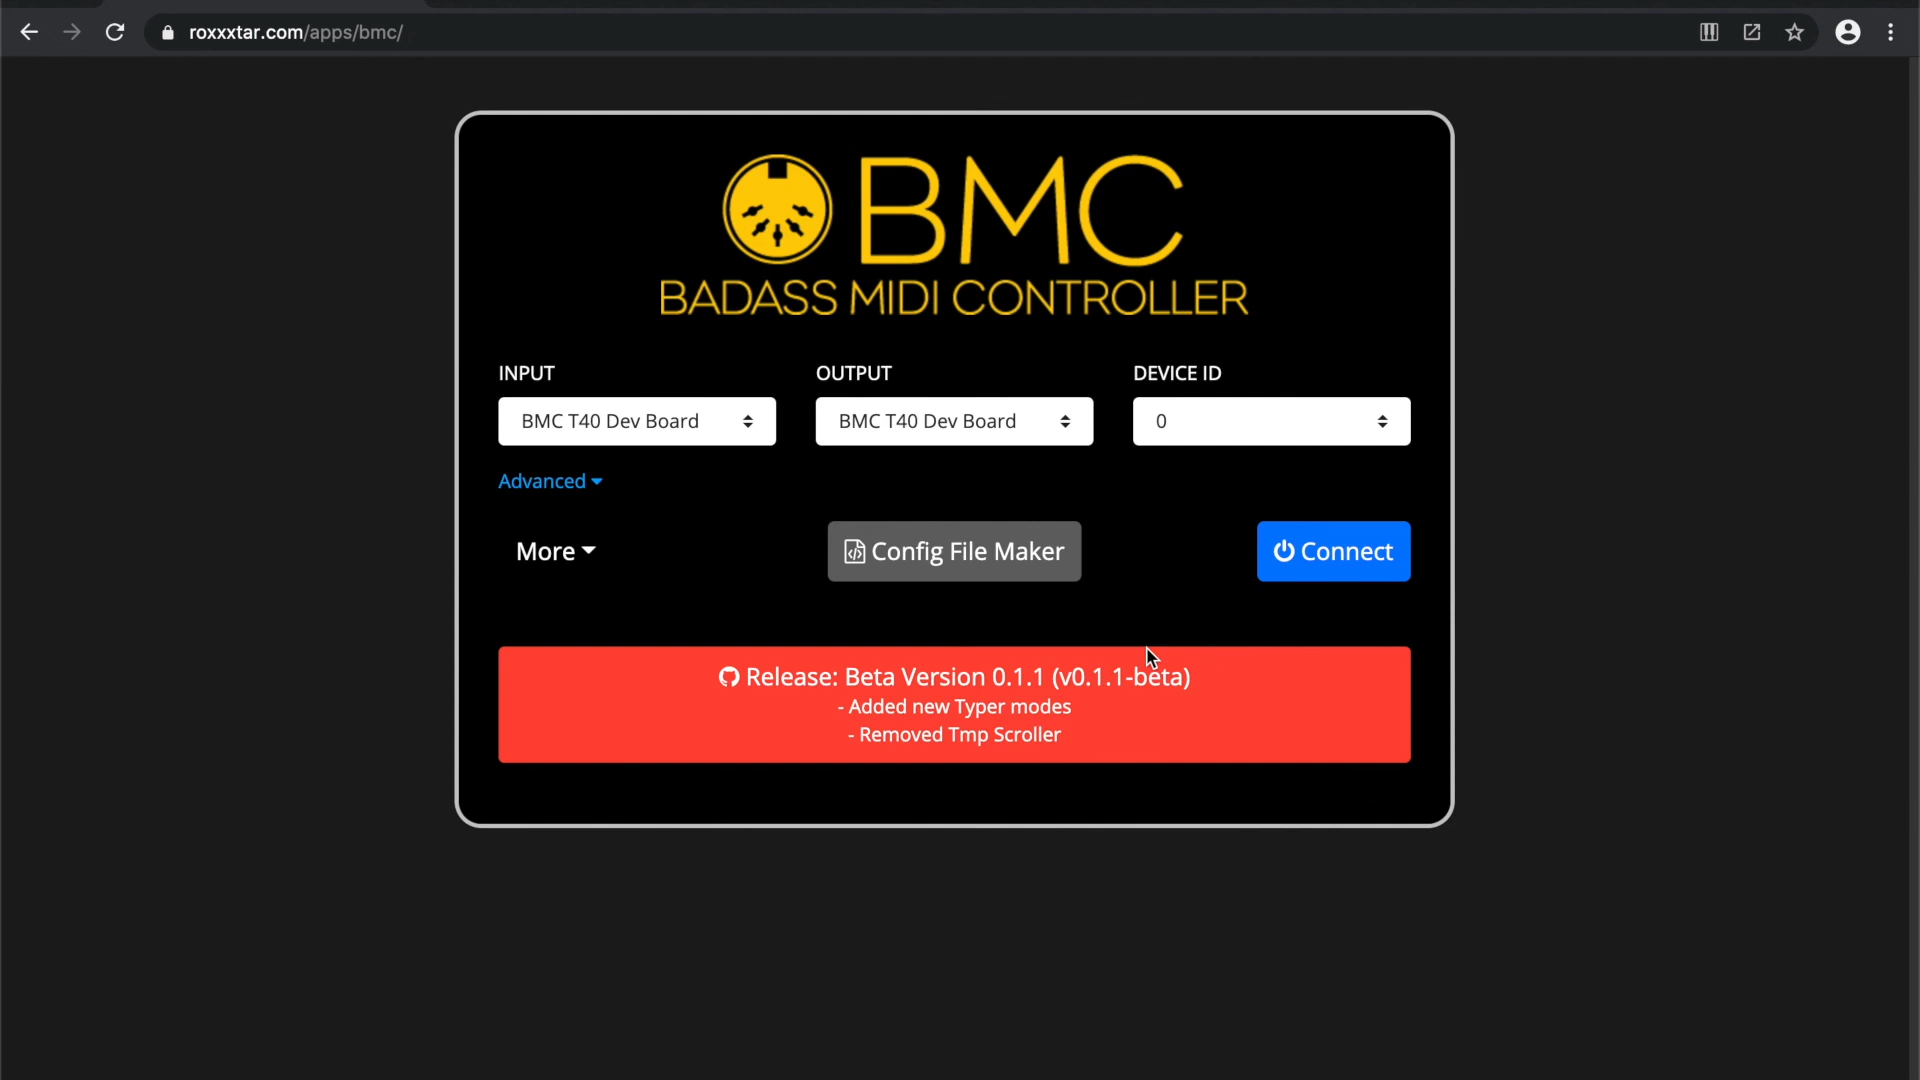 roxxxtar.com/apps/bmc/
BMC
BADASS MIDI CONTROLLER
INPUT OUTPUT DEVICE ID
BMC T40 Dev Board BMC T40 Dev Board 0
Advanced
More Config File Maker Connect
Release: Beta Version 0.1.1 (v0.1.1-beta)
- Added new Typer modes
- Removed Tmp Scroller